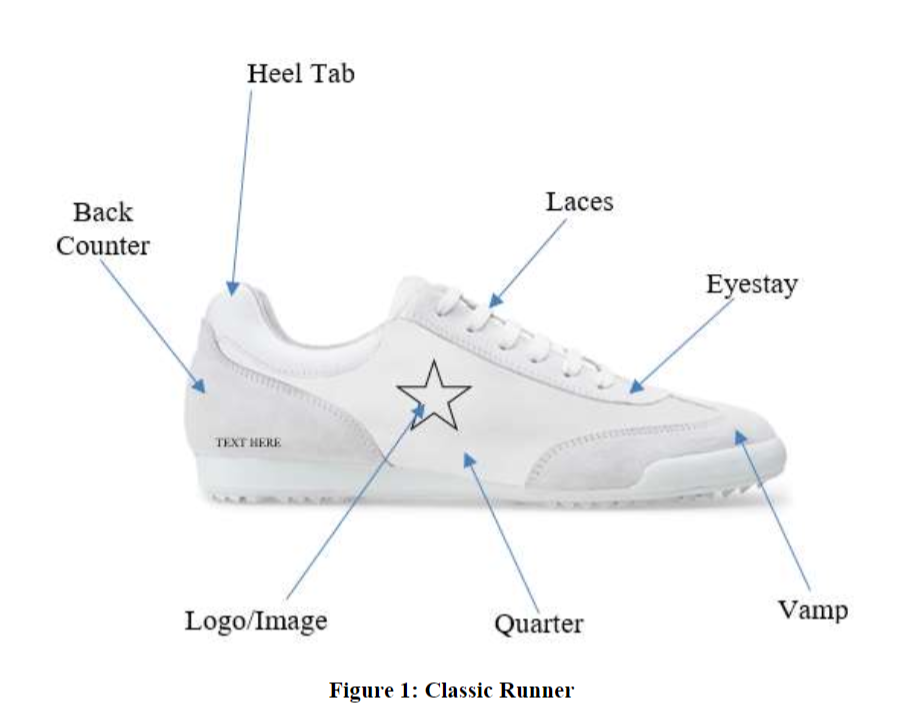 Heel Tab
Back
Counter
Laces
Eyestay
TEXT HERE
Logo/Image
Quarter
Vamp
Figure 1: Classic Runner